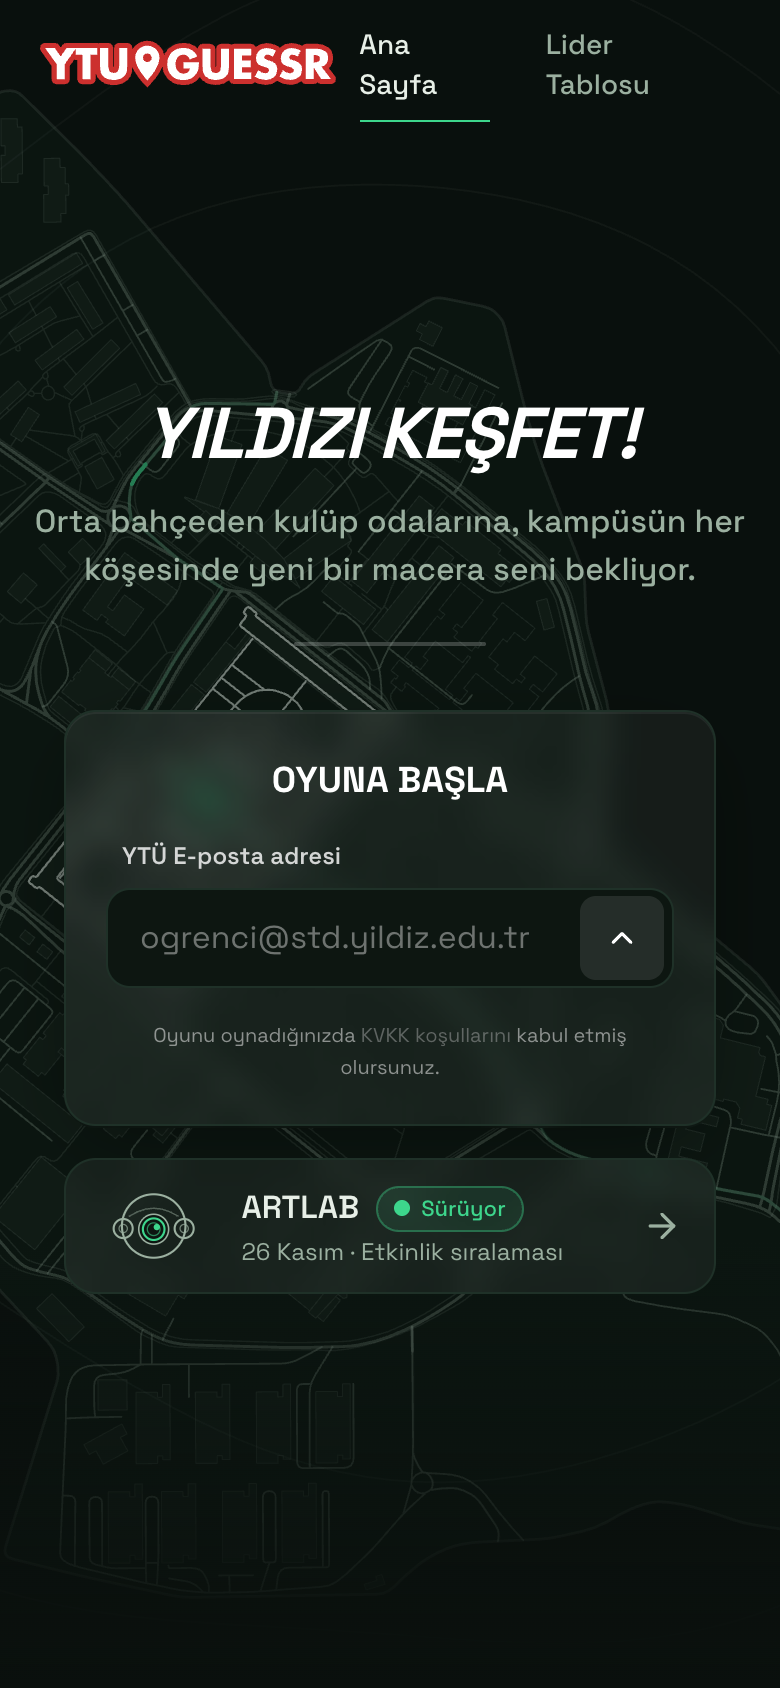 YTU GUESSR
Ana
Sayfa
Lider
Tablosu
YILDIZI KEŞFET!
Orta bahçeden kulüp odalarına, kampüsün her
köşesinde yeni bir macera seni bekliyor.
OYUNA BAŞLA
YTÜ E-posta adresi
ogrenci@std.yildiz.edu.tr
Oyunu oynadığınızda KVKK koşullarını kabul etmiş
olursunuz.
ARTLAB Sürüyor
26 Kasım · Etkinlik sıralaması